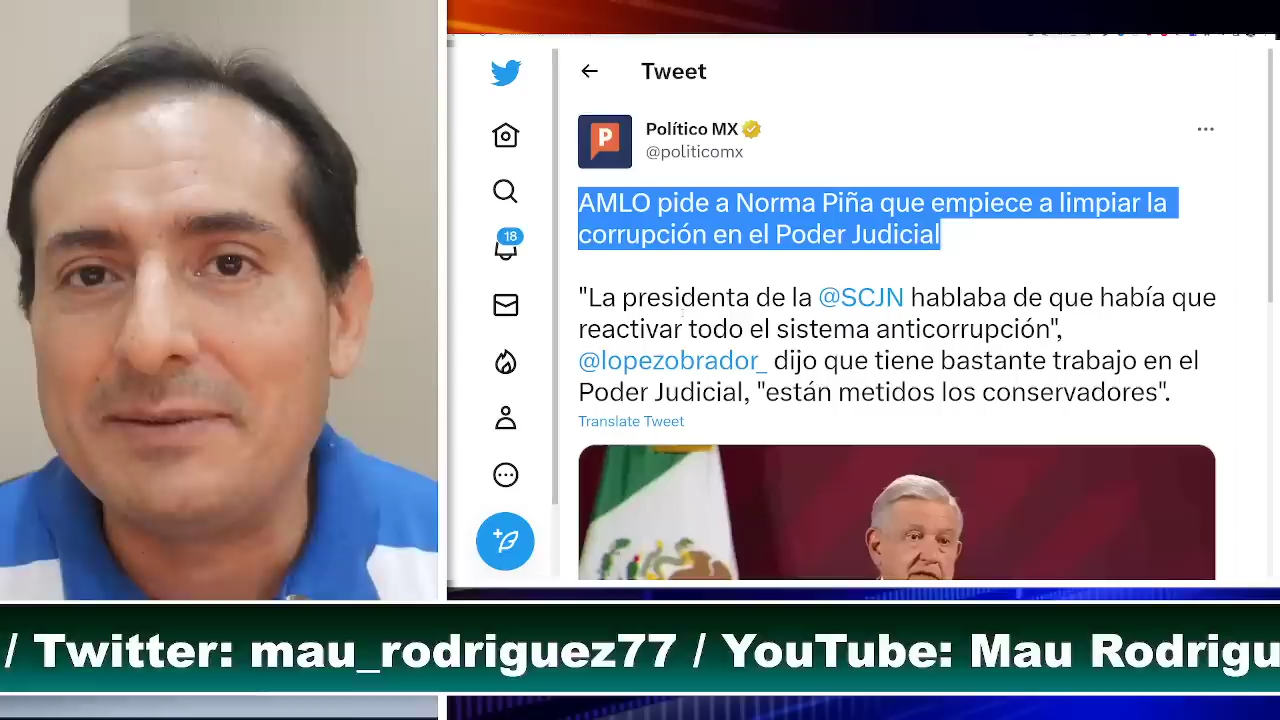 Tweet
P
Político MX
@politicomx
AMLO pide a Norma Piña que empiece a limpiar la
corrupción en el Poder Judicial
"La presidenta de la @SCJN hablaba de que había que
reactivar todo el sistema anticorrupción",
@lopezobrador_ dijo que tiene bastante trabajo en el
Poder Judicial, "están metidos los conservadores".
Translate Tweet
18
/ Twitter: mau_rodriguez77 / YouTube: Mau Rodrigu